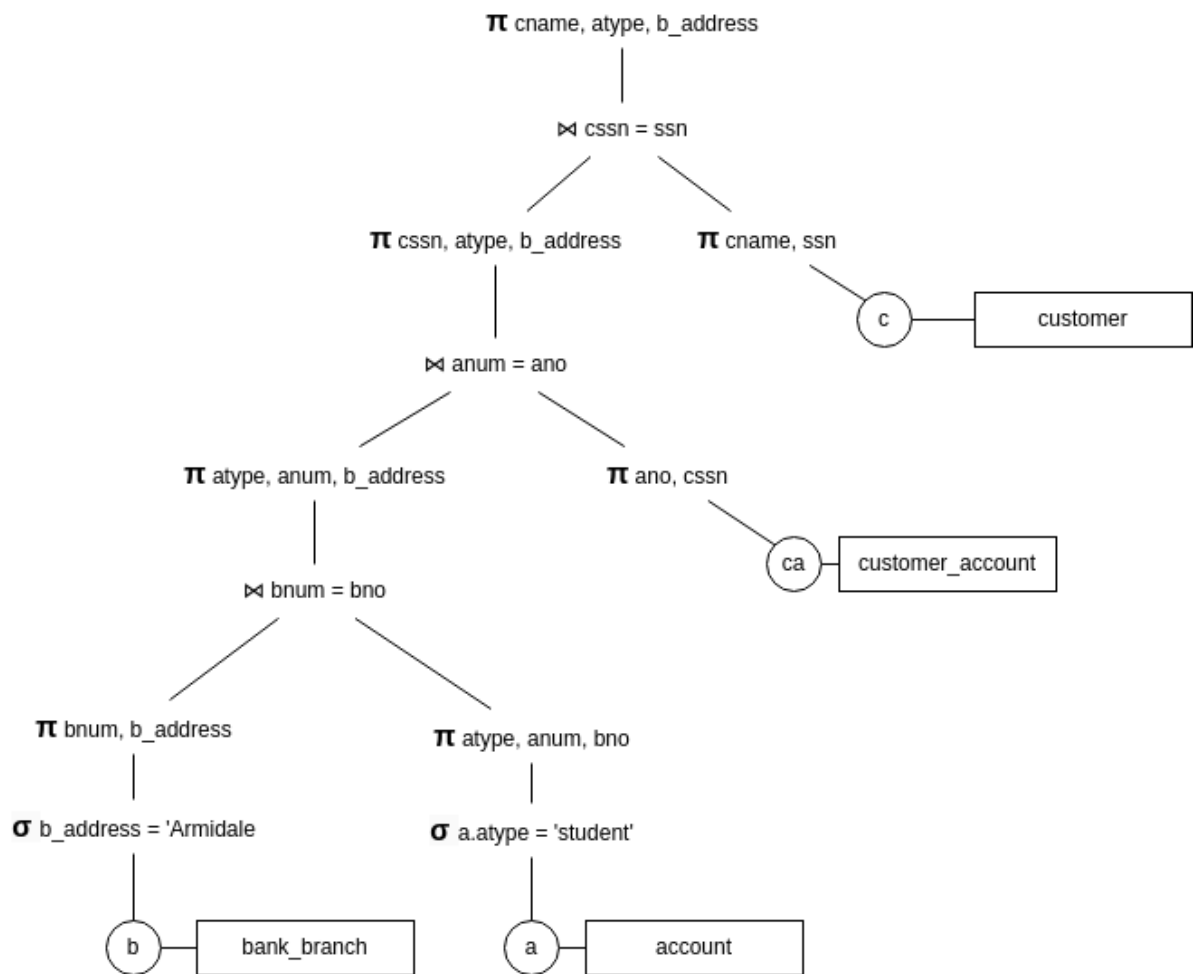 π cname, atype, b_address
⋈ cssn = ssn
π cssn, atype, b_address
π cname, ssn
c
customer
⋈ anum = ano
π atype, anum, b_address
π ano, cssn
ca
customer_account
⋈ bnum = bno
π bnum, b_address
π atype, anum, bno
σ b_address = 'Armidale
σ a.atype = 'student'
b
bank_branch
a
account